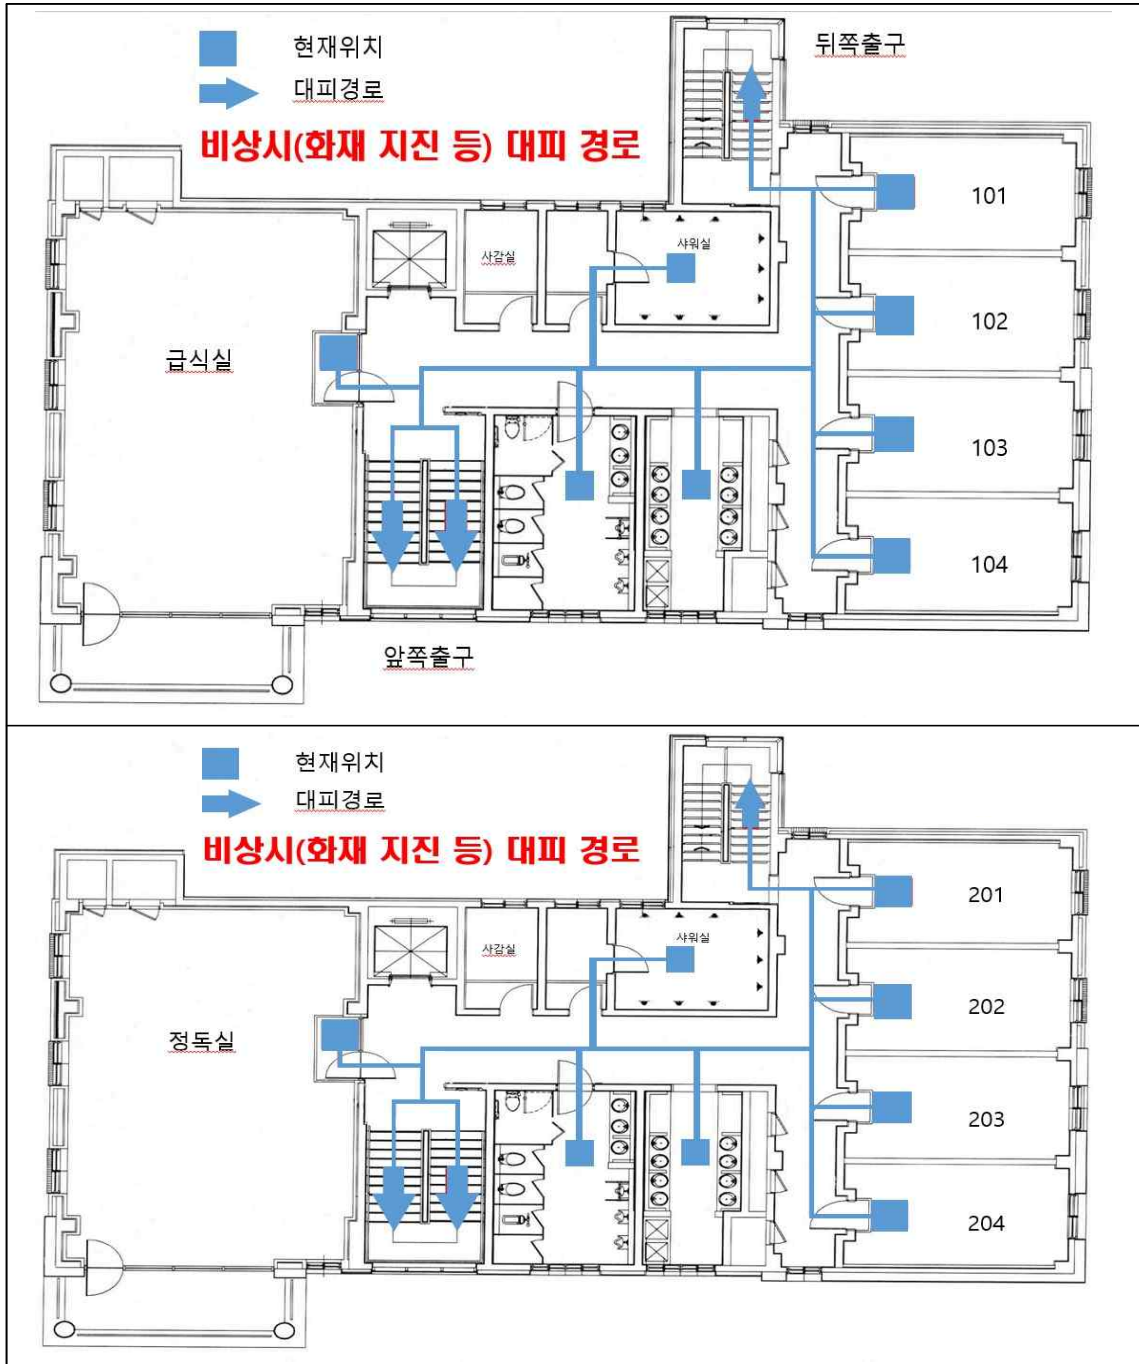 현재위치
뒤쪽출구
대피경로
비상시(화재 지진 등) 대피 경로
101
샤워실
사감실
102
급식실
103
104
앞쪽출구
현재위치
대피경로
비상시(화재 지진 등) 대피 경로
201
샤워실
사감실
202
정독실
203
204